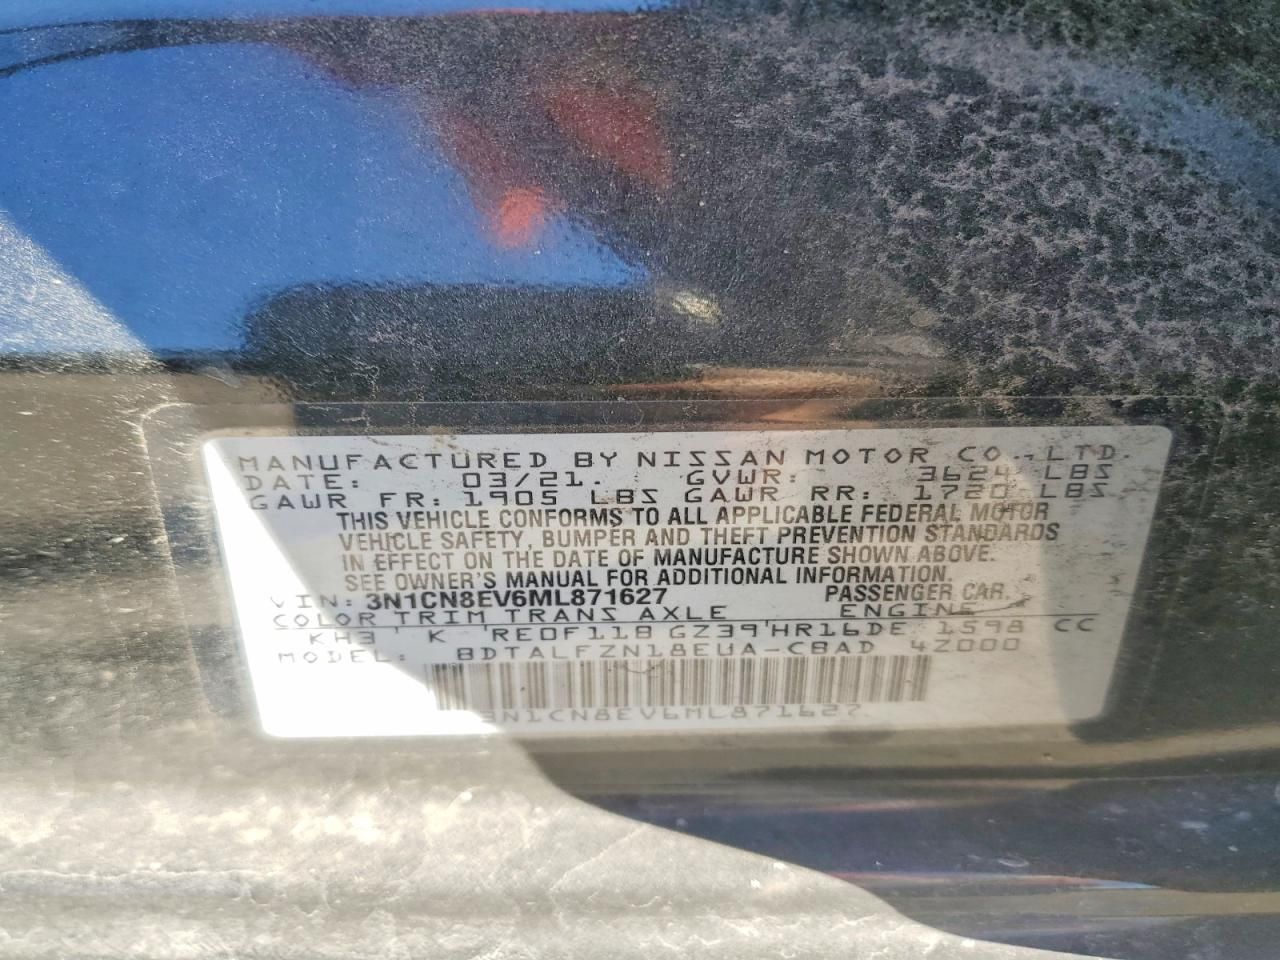 MANUFACTURED BY NISSAN MOTOR CO., LTD.
DATE: 03/21. GVWR: 3624 LBS
GAWR FR: 1905 LBS GAWR RR: 1720 LBS
THIS VEHICLE CONFORMS TO ALL APPLICABLE FEDERAL MOTOR
VEHICLE SAFETY, BUMPER AND THEFT PREVENTION STANDARDS
IN EFFECT ON THE DATE OF MANUFACTURE SHOWN ABOVE.
SEE OWNER'S MANUAL FOR ADDITIONAL INFORMATION.
VIN: 3N1CN8EV6ML871627 PASSENGER CAR.
COLOR TRIM TRANS AXLE ENGINE
KH3 K RE0F11B GZ39 HR16DE 1598 CC
MODEL: BDTALFZN18EUA-CBAD 4Z000
3N1CN8EV6ML871627